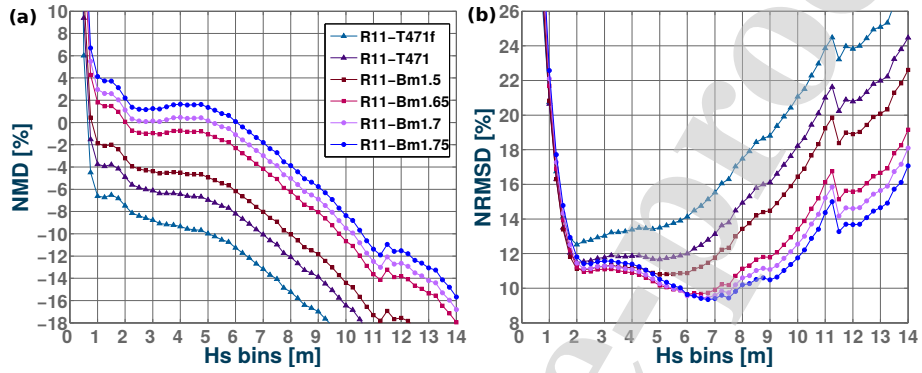 (a)
NMD [%]
10
8
6
4
2
0
−2
−4
−6
−8
−10
−12
−14
−16
−18
R11−T471f
R11−T471
R11−Bm1.5
R11−Bm1.65
R11−Bm1.7
R11−Bm1.75
0 1 2 3 4 5 6 7 8 9 10 11 12 13 14
Hs bins [m]
(b)
NRMSD [%]
26
24
22
20
18
16
14
12
10
8
0 1 2 3 4 5 6 7 8 9 10 11 12 13 14
Hs bins [m]